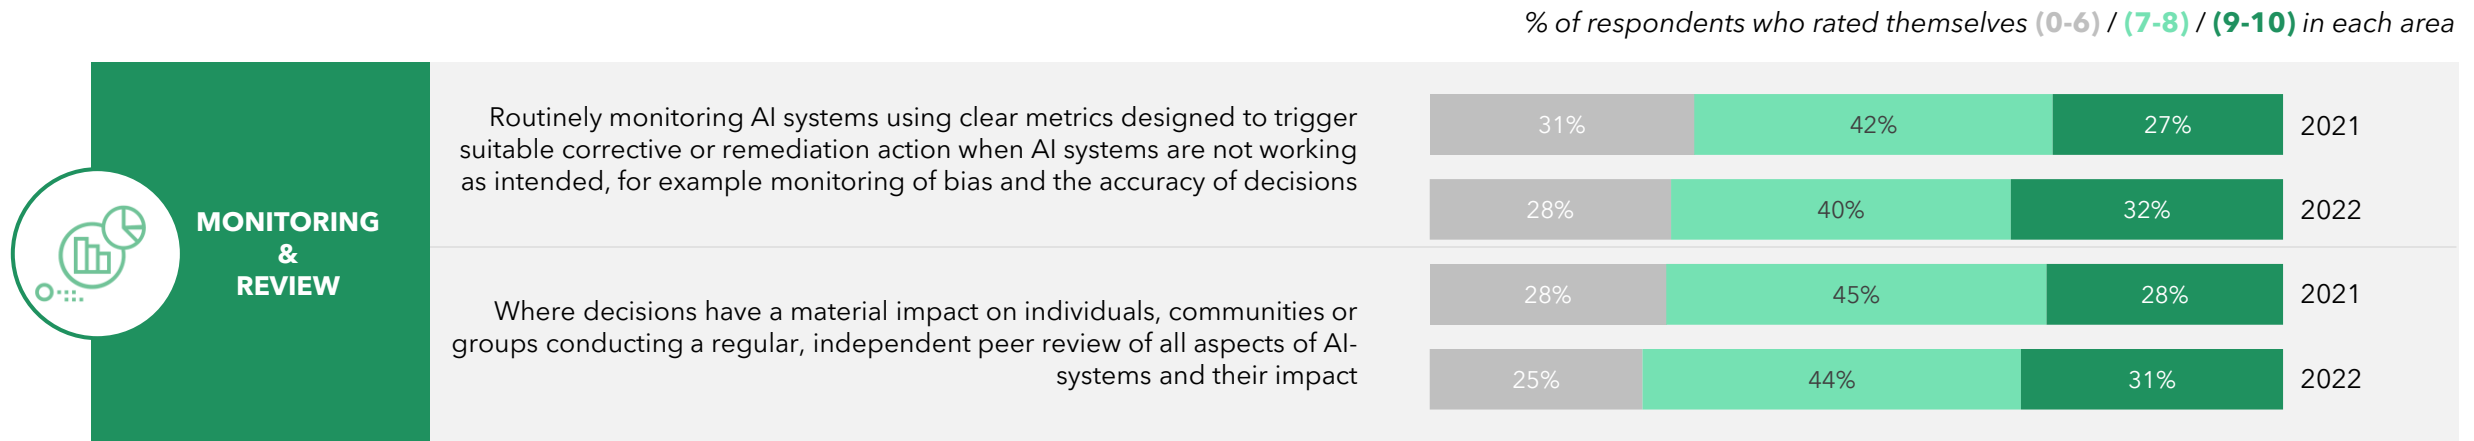 % of respondents who rated themselves (0-6) / (7-8) / (9-10) in each area
MONITORING
&
REVIEW
Routinely monitoring AI systems using clear metrics designed to trigger
suitable corrective or remediation action when AI systems are not working
as intended, for example monitoring of bias and the accuracy of decisions
31% 42% 27% 2021
28% 40% 32% 2022
Where decisions have a material impact on individuals, communities or
groups conducting a regular, independent peer review of all aspects of AI-
systems and their impact
28% 45% 28% 2021
25% 44% 31% 2022